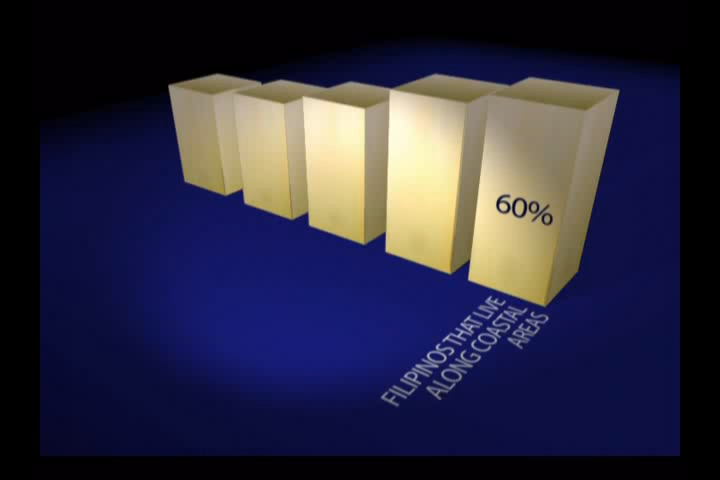 60%
FILIPINOS THAT LIVE
ALONG COASTAL
AREAS